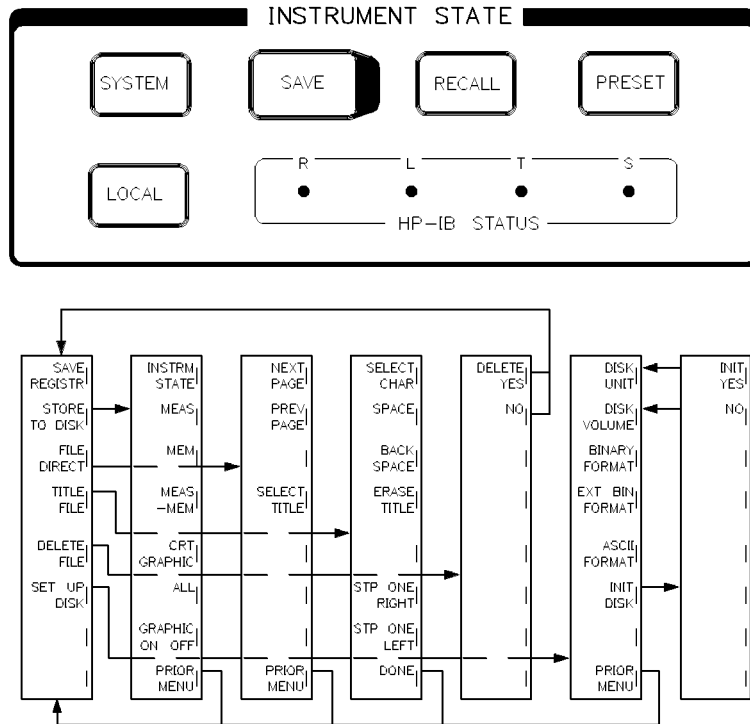 INSTRUMENT STATE
SYSTEM
SAVE
RECALL
PRESET
LOCAL
R L T S
HP-IB STATUS
SAVE
REGISTR
STORE
TO DISK
FILE
DIRECT
TITLE
FILE
DELETE
FILE
SET UP
DISK
INSTRM
STATE
MEAS
MEM
MEAS
-MEM
CRT
GRAPHIC
ALL
GRAPHIC
ON OFF
PRIOR
MENU
NEXT
PAGE
PREV
PAGE
SELECT
TITLE
PRIOR
MENU
SELECT
CHAR
SPACE
BACK
SPACE
ERASE
TITLE
STP ONE
RIGHT
STP ONE
LEFT
DONE
DELETE
YES
NO
DISK
UNIT
DISK
VOLUME
BINARY
FORMAT
EXT BIN
FORMAT
ASCII
FORMAT
INIT
DISK
PRIOR
MENU
INIT
YES
NO